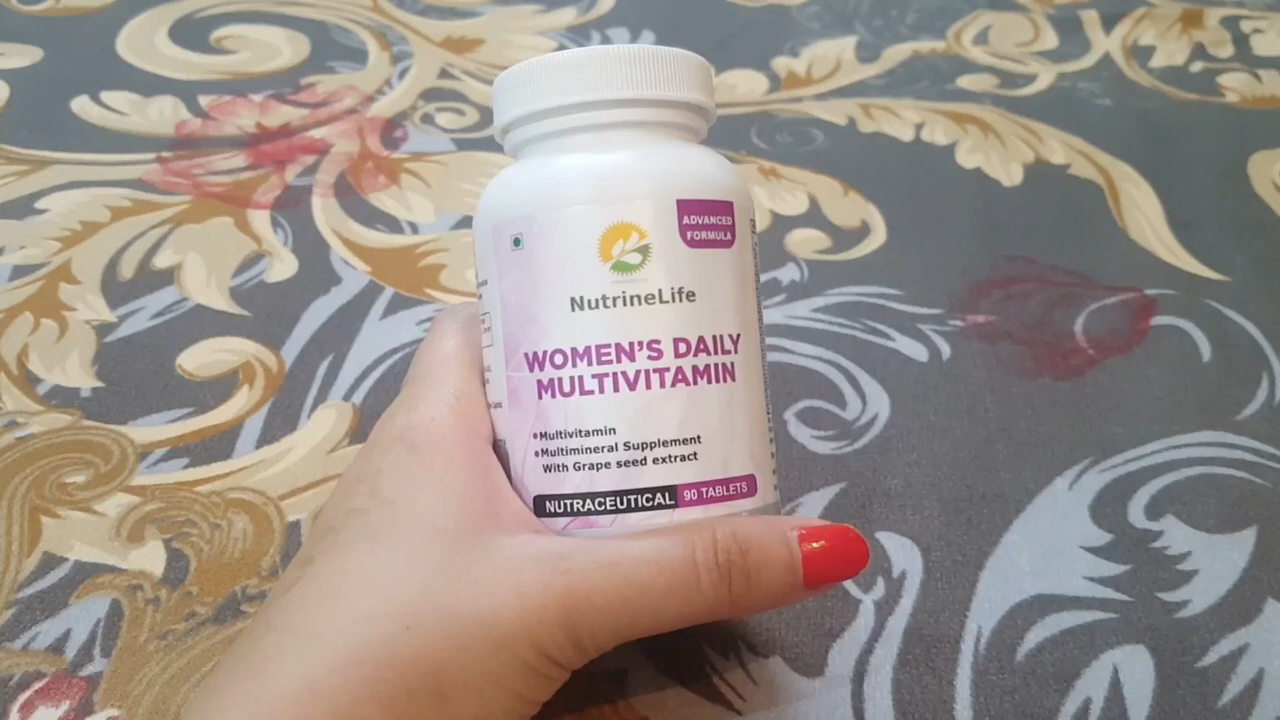 ADVANCED
FORMULA
NutrineLife
WOMEN'S DAILY
MULTIVITAMIN
•Multivitamin
•Multimineral Supplement
With Grape seed extract
NUTRACEUTICAL 90 TABLETS